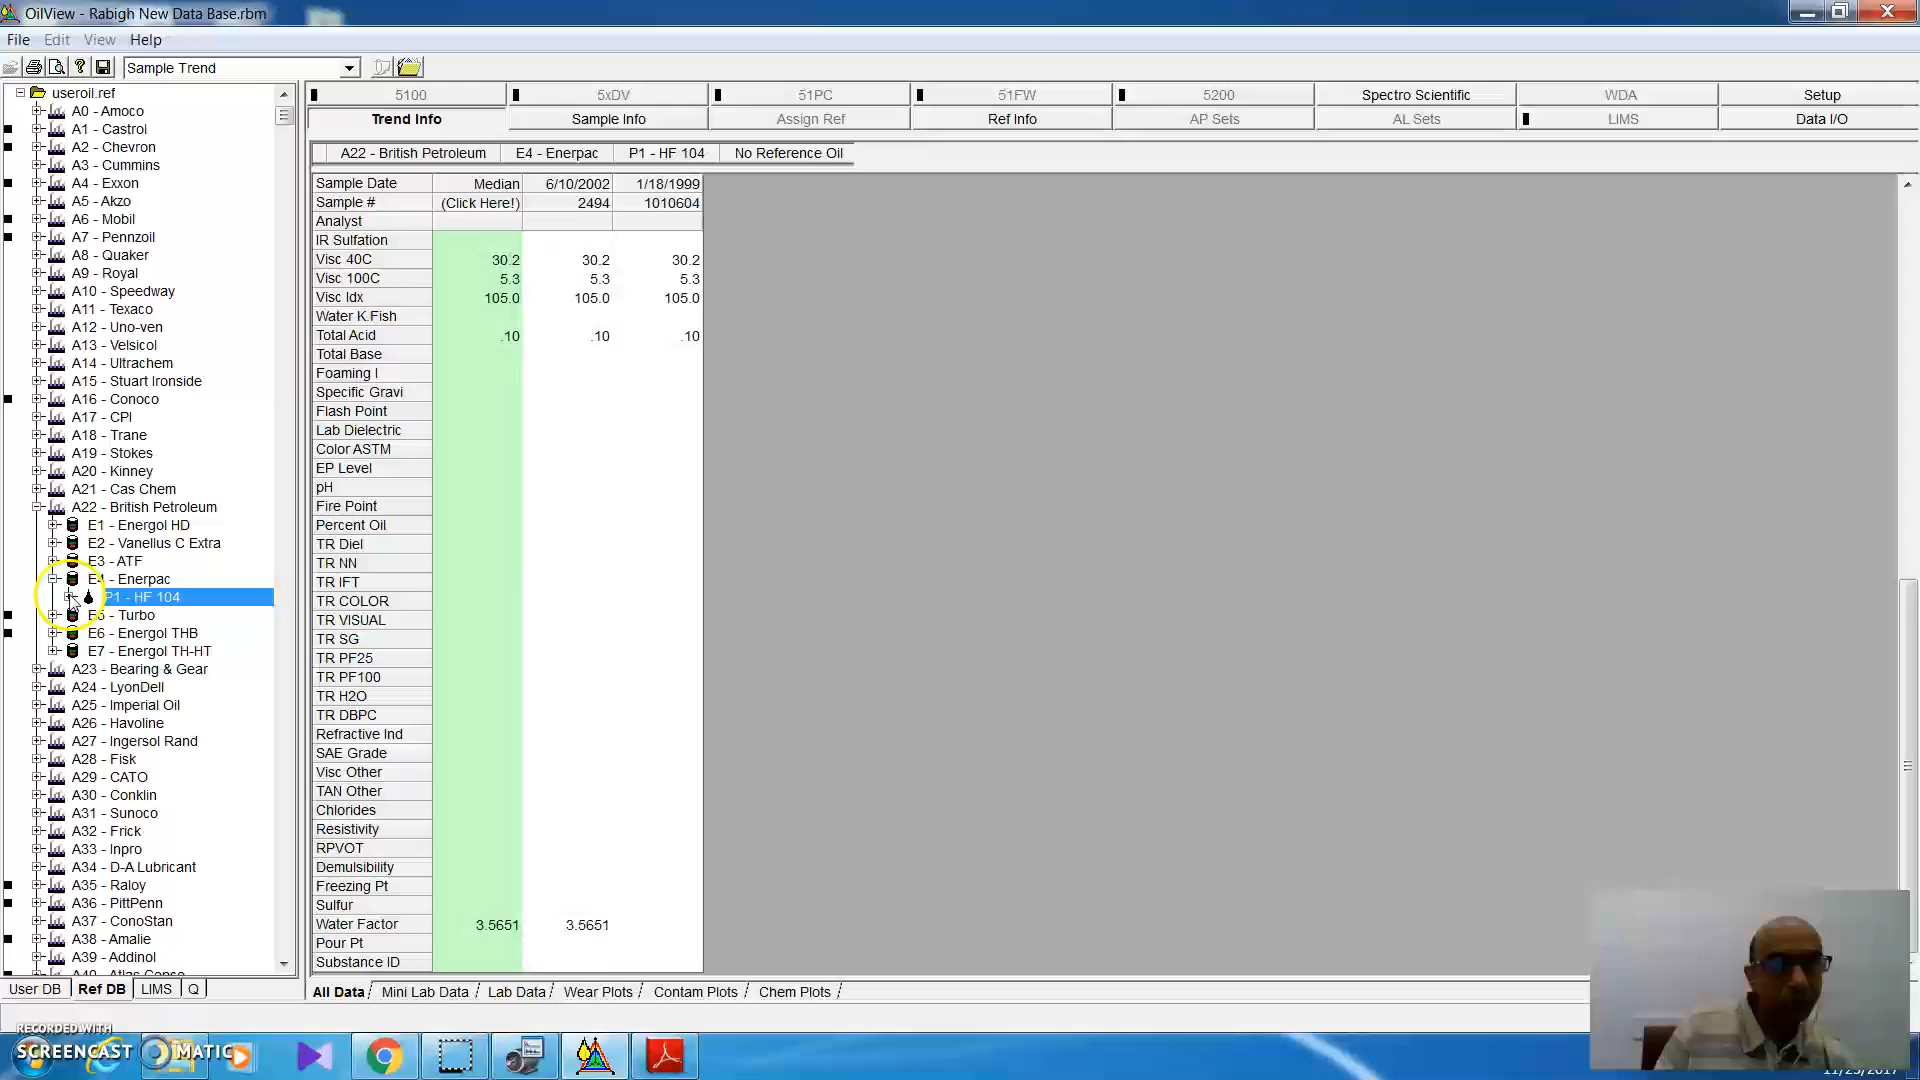 OilView - Rabigh New Data Base.rbm
File Edit View Help
Sample Trend
useroil.ref
A0 - Amoco
A1 - Castrol
A2 - Chevron
A3 - Cummins
A4 - Exxon
A5 - Akzo
A6 - Mobil
A7 - Pennzoil
A8 - Quaker
A9 - Royal
A10 - Speedway
A11 - Texaco
A12 - Uno-ven
A13 - Velsicol
A14 - Ultrachem
A15 - Stuart Ironside
A16 - Conoco
A17 - CPI
A18 - Trane
A19 - Stokes
A20 - Kinney
A21 - Cas Chem
A22 - British Petroleum
E1 - Energol HD
E2 - Vanellus C Extra
E3 - ATF
E4 - Enerpac
P1 - HF 104
E5 - Turbo
E6 - Energol THB
E7 - Energol TH-HT
A23 - Bearing & Gear
A24 - LyonDell
A25 - Imperial Oil
A26 - Havoline
A27 - Ingersol Rand
A28 - Fisk
A29 - CATO
A30 - Conklin
A31 - Sunoco
A32 - Frick
A33 - Inpro
A34 - D-A Lubricant
A35 - Raloy
A36 - PittPenn
A37 - ConoStan
A38 - Amalie
A39 - Addinol
User DB Ref DB LIMS Q
5100 5xDV 51PC 51FW 5200 Spectro Scientific WDA Setup
Trend Info Sample Info Assign Ref Ref Info AP Sets AL Sets LIMS Data I/O
A22 - British Petroleum E4 - Enerpac P1 - HF 104 No Reference Oil
Sample Date Median 6/10/2002 1/18/1999
Sample # (Click Here!) 2494 1010604
Analyst
IR Sulfation
Visc 40C 30.2 30.2 30.2
Visc 100C 5.3 5.3 5.3
Visc Idx 105.0 105.0 105.0
Water K.Fish
Total Acid .10 .10 .10
Total Base
Foaming I
Specific Gravi
Flash Point
Lab Dielectric
Color ASTM
EP Level
pH
Fire Point
Percent Oil
TR Diel
TR NN
TR IFT
TR COLOR
TR VISUAL
TR SG
TR PF25
TR PF100
TR H2O
TR DBPC
Refractive Ind
SAE Grade
Visc Other
TAN Other
Chlorides
Resistivity
RPVOT
Demulsibility
Freezing Pt
Sulfur
Water Factor 3.5651 3.5651
Pour Pt
Substance ID
All Data Mini Lab Data Lab Data Wear Plots Contam Plots Chem Plots
RECORDED WITH
SCREENCAST MATIC